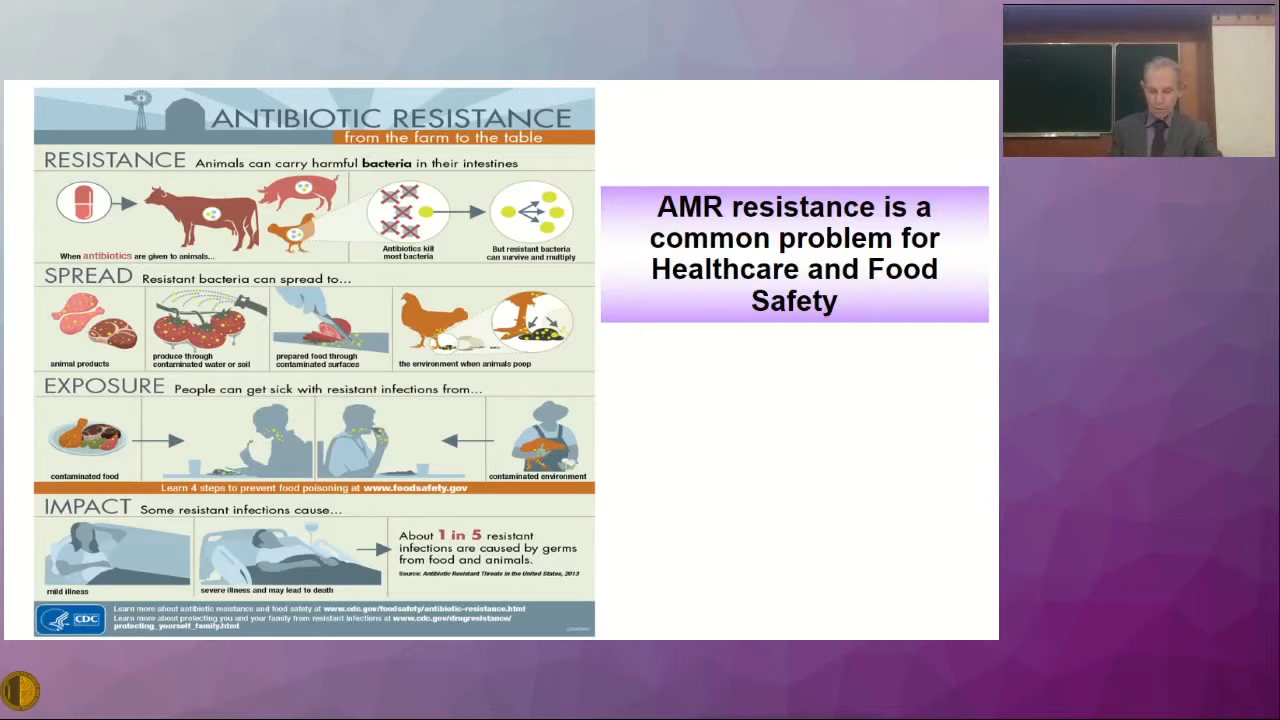 ANTIBIOTIC RESISTANCE
from the farm to the table
RESISTANCE Animals can carry harmful bacteria in their intestines
When antibiotics are given to animals...
Antibiotics kill
most bacteria
But resistant bacteria
can survive and multiply
SPREAD Resistant bacteria can spread to...
animal products
produce through
contaminated water or soil
prepared food through
contaminated surfaces
the environment when animals poop
EXPOSURE People can get sick with resistant infections from...
contaminated food
contaminated environment
Learn 4 steps to prevent food poisoning at www.foodsafety.gov
IMPACT Some resistant infections cause...
mild illness
severe illness and may lead to death
About 1 in 5 resistant
infections are caused by germs
from food and animals.
Source: Antibiotic Resistant Threats in the United States, 2013
CDC
Learn more about antibiotic resistance and food safety at www.cdc.gov/foodsafety/antibiotic-resistance.html
Learn more about protecting you and your family from resistant infections at www.cdc.gov/drugresistance/
protecting_yourself_family.html
AMR resistance is a
common problem for
Healthcare and Food
Safety